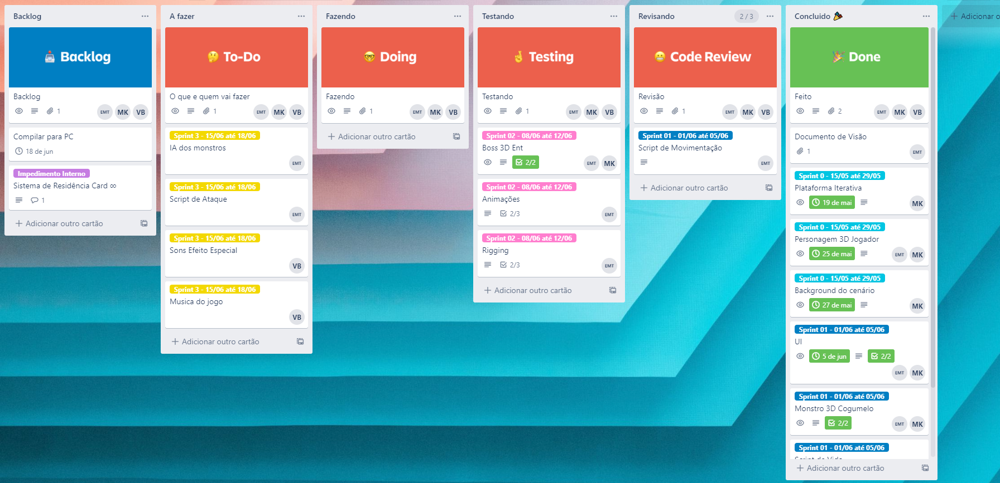 Backlog
Backlog
Backlog
1
EMT MK VB
Compilar para PC
18 de jun
Impedimento Interno
Sistema de Residência Card ∞
1
+ Adicionar outro cartão
A fazer
To-Do
O que e quem vai fazer
1
EMT MK VB
Sprint 3 - 15/06 até 18/06
IA dos monstros
EMT
Sprint 3 - 15/06 até 18/06
Script de Ataque
EMT
Sprint 3 - 15/06 até 18/06
Sons Efeito Especial
VB
Sprint 3 - 15/06 até 18/06
Musica do jogo
VB
+ Adicionar outro cartão
Fazendo
Doing
Fazendo
1
EMT MK VB
+ Adicionar outro cartão
Testando
Testing
Testando
1
EMT MK VB
Sprint 02 - 08/06 até 12/06
Boss 3D Ent
2/2
EMT MK
Sprint 02 - 08/06 até 12/06
Animações
2/3
EMT
Sprint 02 - 08/06 até 12/06
Rigging
2/3
EMT
+ Adicionar outro cartão
Revisando
2 / 3
Code Review
Revisão
1
EMT MK VB
Sprint 01 - 01/06 até 05/06
Script de Movimentação
EMT
+ Adicionar outro cartão
Concluido 🎉
Done
Feito
2
EMT MK VB
Documento de Visão
1
EMT
Sprint 0 - 15/05 até 29/05
Plataforma Iterativa
19 de mai
MK
Sprint 0 - 15/05 até 29/05
Personagem 3D Jogador
25 de mai
EMT MK
Sprint 0 - 15/05 até 29/05
Background do cenário
27 de mai
MK
Sprint 01 - 01/06 até 05/06
UI
5 de jun
2/2
EMT MK
Sprint 01 - 01/06 até 05/06
Monstro 3D Cogumelo
2/2
EMT MK
Sprint 01 - 01/06 até 05/06
Script de Vida
+ Adicionar outro cartão
+ Adicionar o